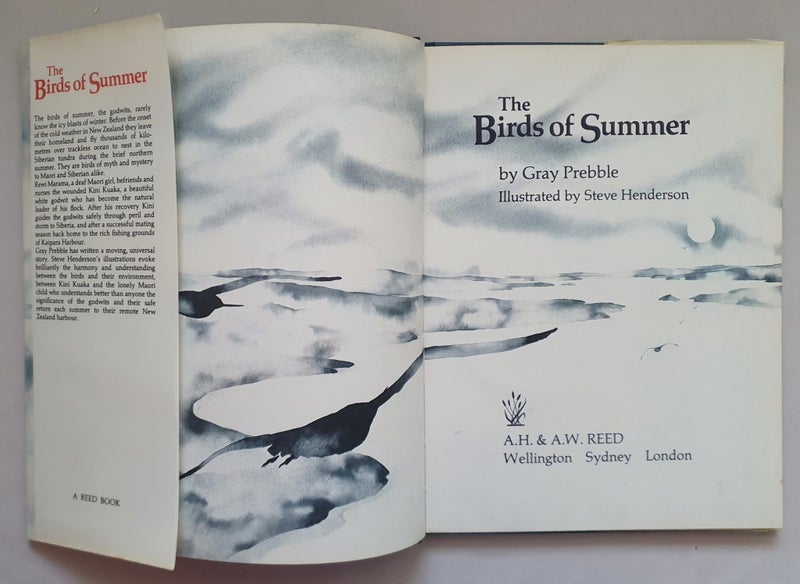 The
Birds of Summer
The birds of summer, the godwits, rarely
know the icy blasts of winter. Before the onset
of the cold weather in New Zealand they leave
their homeland and fly thousands of kilo-
metres over trackless ocean to nest in the
Siberian tundra during the brief northern
summer. They are birds of myth and mystery
to Maori and Siberian alike.
Rewi Marama, a deaf Maori girl, befriends and
nurses the wounded Kini Kuaka, a beautiful
white godwit who has become the natural
leader of his flock. After his recovery Kini
guides the godwits safely through peril and
storm to Siberia, and after a successful mating
season back home to the rich fishing grounds
of Kaipara Harbour.
Gray Prebble has written a moving, universal
story. Steve Henderson's illustrations evoke
brilliantly the harmony and understanding
between the birds and their environment,
between Kini Kuaka and the lonely Maori
child who understands better than anyone the
significance of the godwits and their safe
return each summer to their remote New
Zealand harbour.
A REED BOOK
The
Birds of Summer
by Gray Prebble
Illustrated by Steve Henderson
A.H. & A.W. REED
Wellington Sydney London